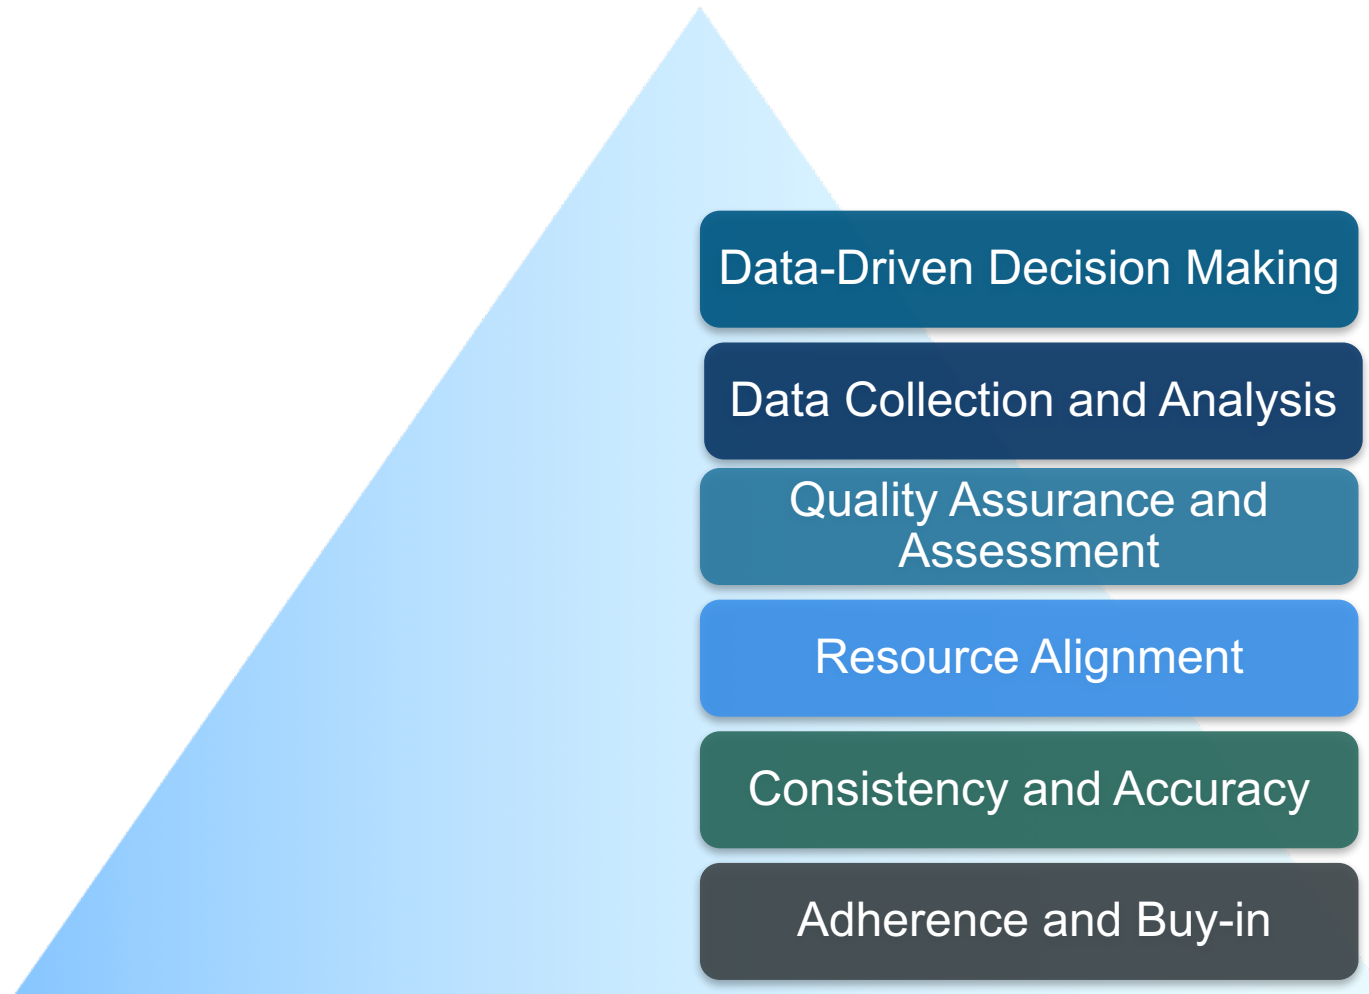 Data-Driven Decision Making
Data Collection and Analysis
Quality Assurance and
Assessment
Resource Alignment
Consistency and Accuracy
Adherence and Buy-in